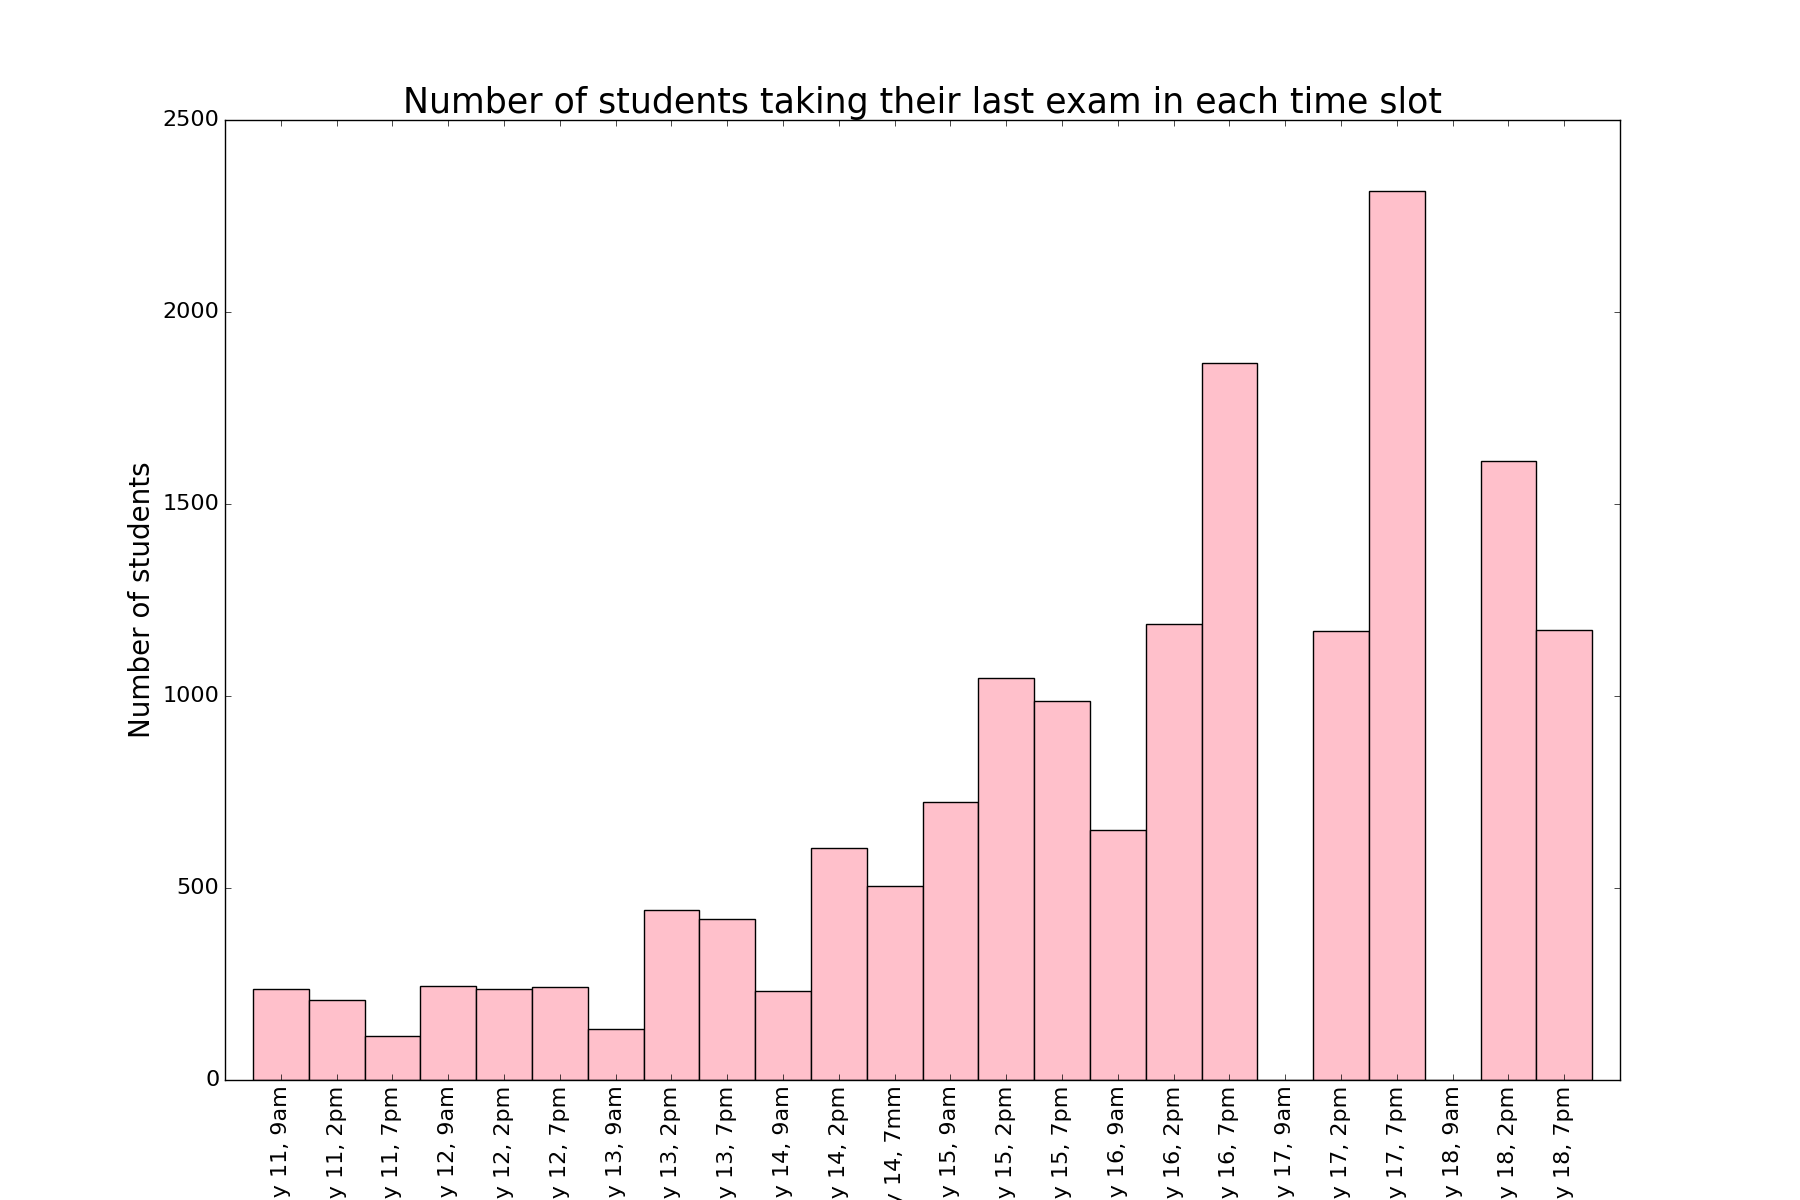 Number of students taking their last exam in each time slot
Number of students
2500
2000
1500
1000
500
0
y 11, 9am
y 11, 2pm
y 11, 7pm
y 12, 9am
y 12, 2pm
y 12, 7pm
y 13, 9am
y 13, 2pm
y 13, 7pm
y 14, 9am
y 14, 2pm
y 14, 7mm
y 15, 9am
y 15, 2pm
y 15, 7pm
y 16, 9am
y 16, 2pm
y 16, 7pm
y 17, 9am
y 17, 2pm
y 17, 7pm
y 18, 9am
y 18, 2pm
y 18, 7pm